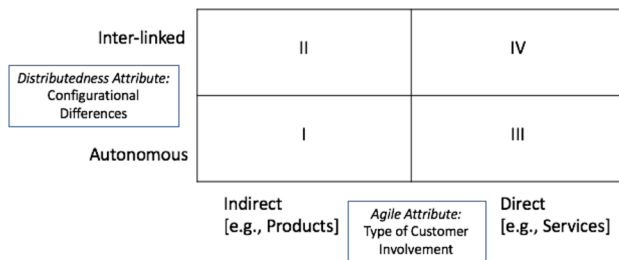 Inter-linked
II
IV
Distributedness Attribute:
Configurational
Differences
I
III
Autonomous
Indirect
[e.g., Products]
Agile Attribute:
Type of Customer
Involvement
Direct
[e.g., Services]